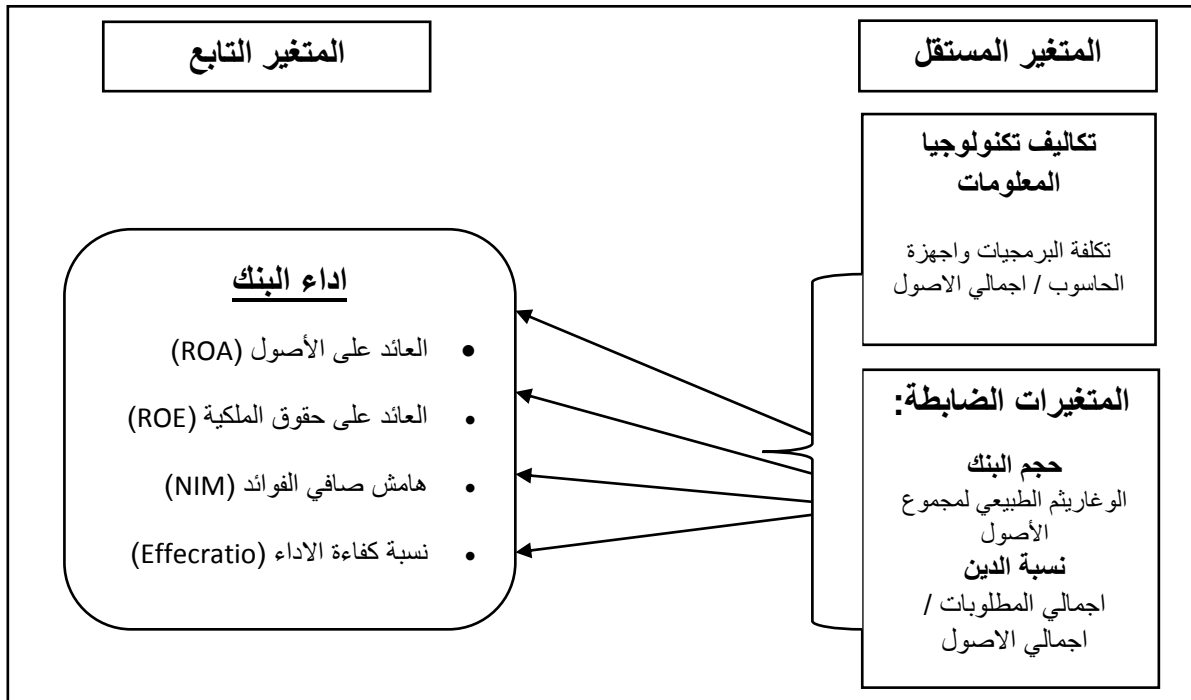 المتغير المستقل
المتغير التابع
تكاليف تكنولوجيا
المعلومات
تكلفة البرمجيات واجهزة
الحاسوب / اجمالي الاصول
المتغيرات الضابطة:
حجم البنك
الوغاريثم الطبيعي لمجموع
الأصول
نسبة الدين
اجمالي المطلوبات /
اجمالي الاصول
اداء البنك
• العائد على الأصول (ROA)
• العائد على حقوق الملكية (ROE)
• هامش صافي الفوائد (NIM)
• نسبة كفاءة الاداء (Effecratio)